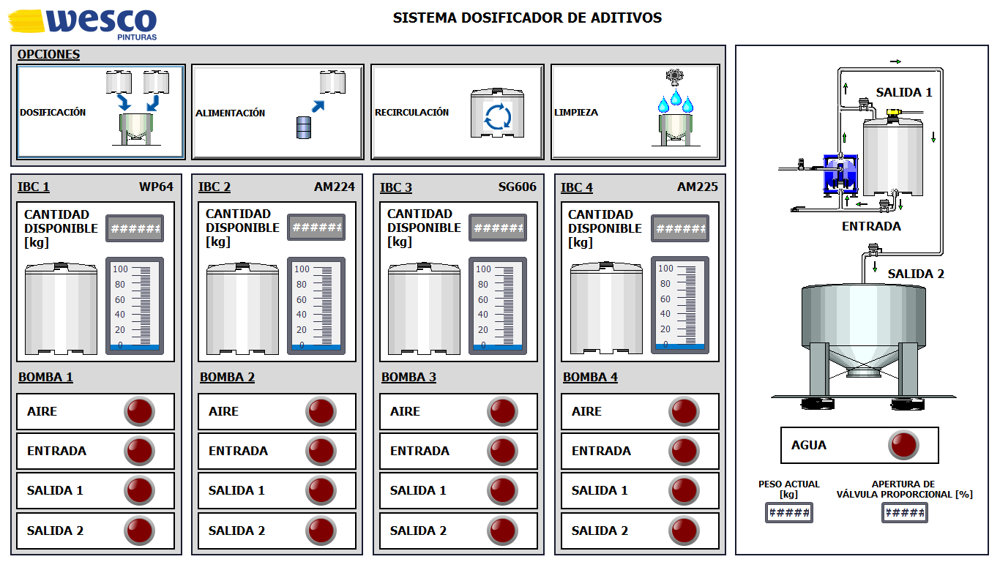 wesco
PINTURAS
SISTEMA DOSIFICADOR DE ADITIVOS
OPCIONES
DOSIFICACIÓN
ALIMENTACIÓN
RECIRCULACIÓN
LIMPIEZA
IBC 1 WP64
CANTIDAD
DISPONIBLE
[kg]
######
100
80
60
40
20
0
BOMBA 1
AIRE
ENTRADA
SALIDA 1
SALIDA 2
IBC 2 AM224
CANTIDAD
DISPONIBLE
[kg]
######
100
80
60
40
20
0
BOMBA 2
AIRE
ENTRADA
SALIDA 1
SALIDA 2
IBC 3 SG606
CANTIDAD
DISPONIBLE
[kg]
######
100
80
60
40
20
0
BOMBA 3
AIRE
ENTRADA
SALIDA 1
SALIDA 2
IBC 4 AM225
CANTIDAD
DISPONIBLE
[kg]
######
100
80
60
40
20
0
BOMBA 4
AIRE
ENTRADA
SALIDA 1
SALIDA 2
SALIDA 1
ENTRADA
SALIDA 2
AGUA
PESO ACTUAL
[kg]
#####
APERTURA DE
VÁLVULA PROPORCIONAL [%]
#####